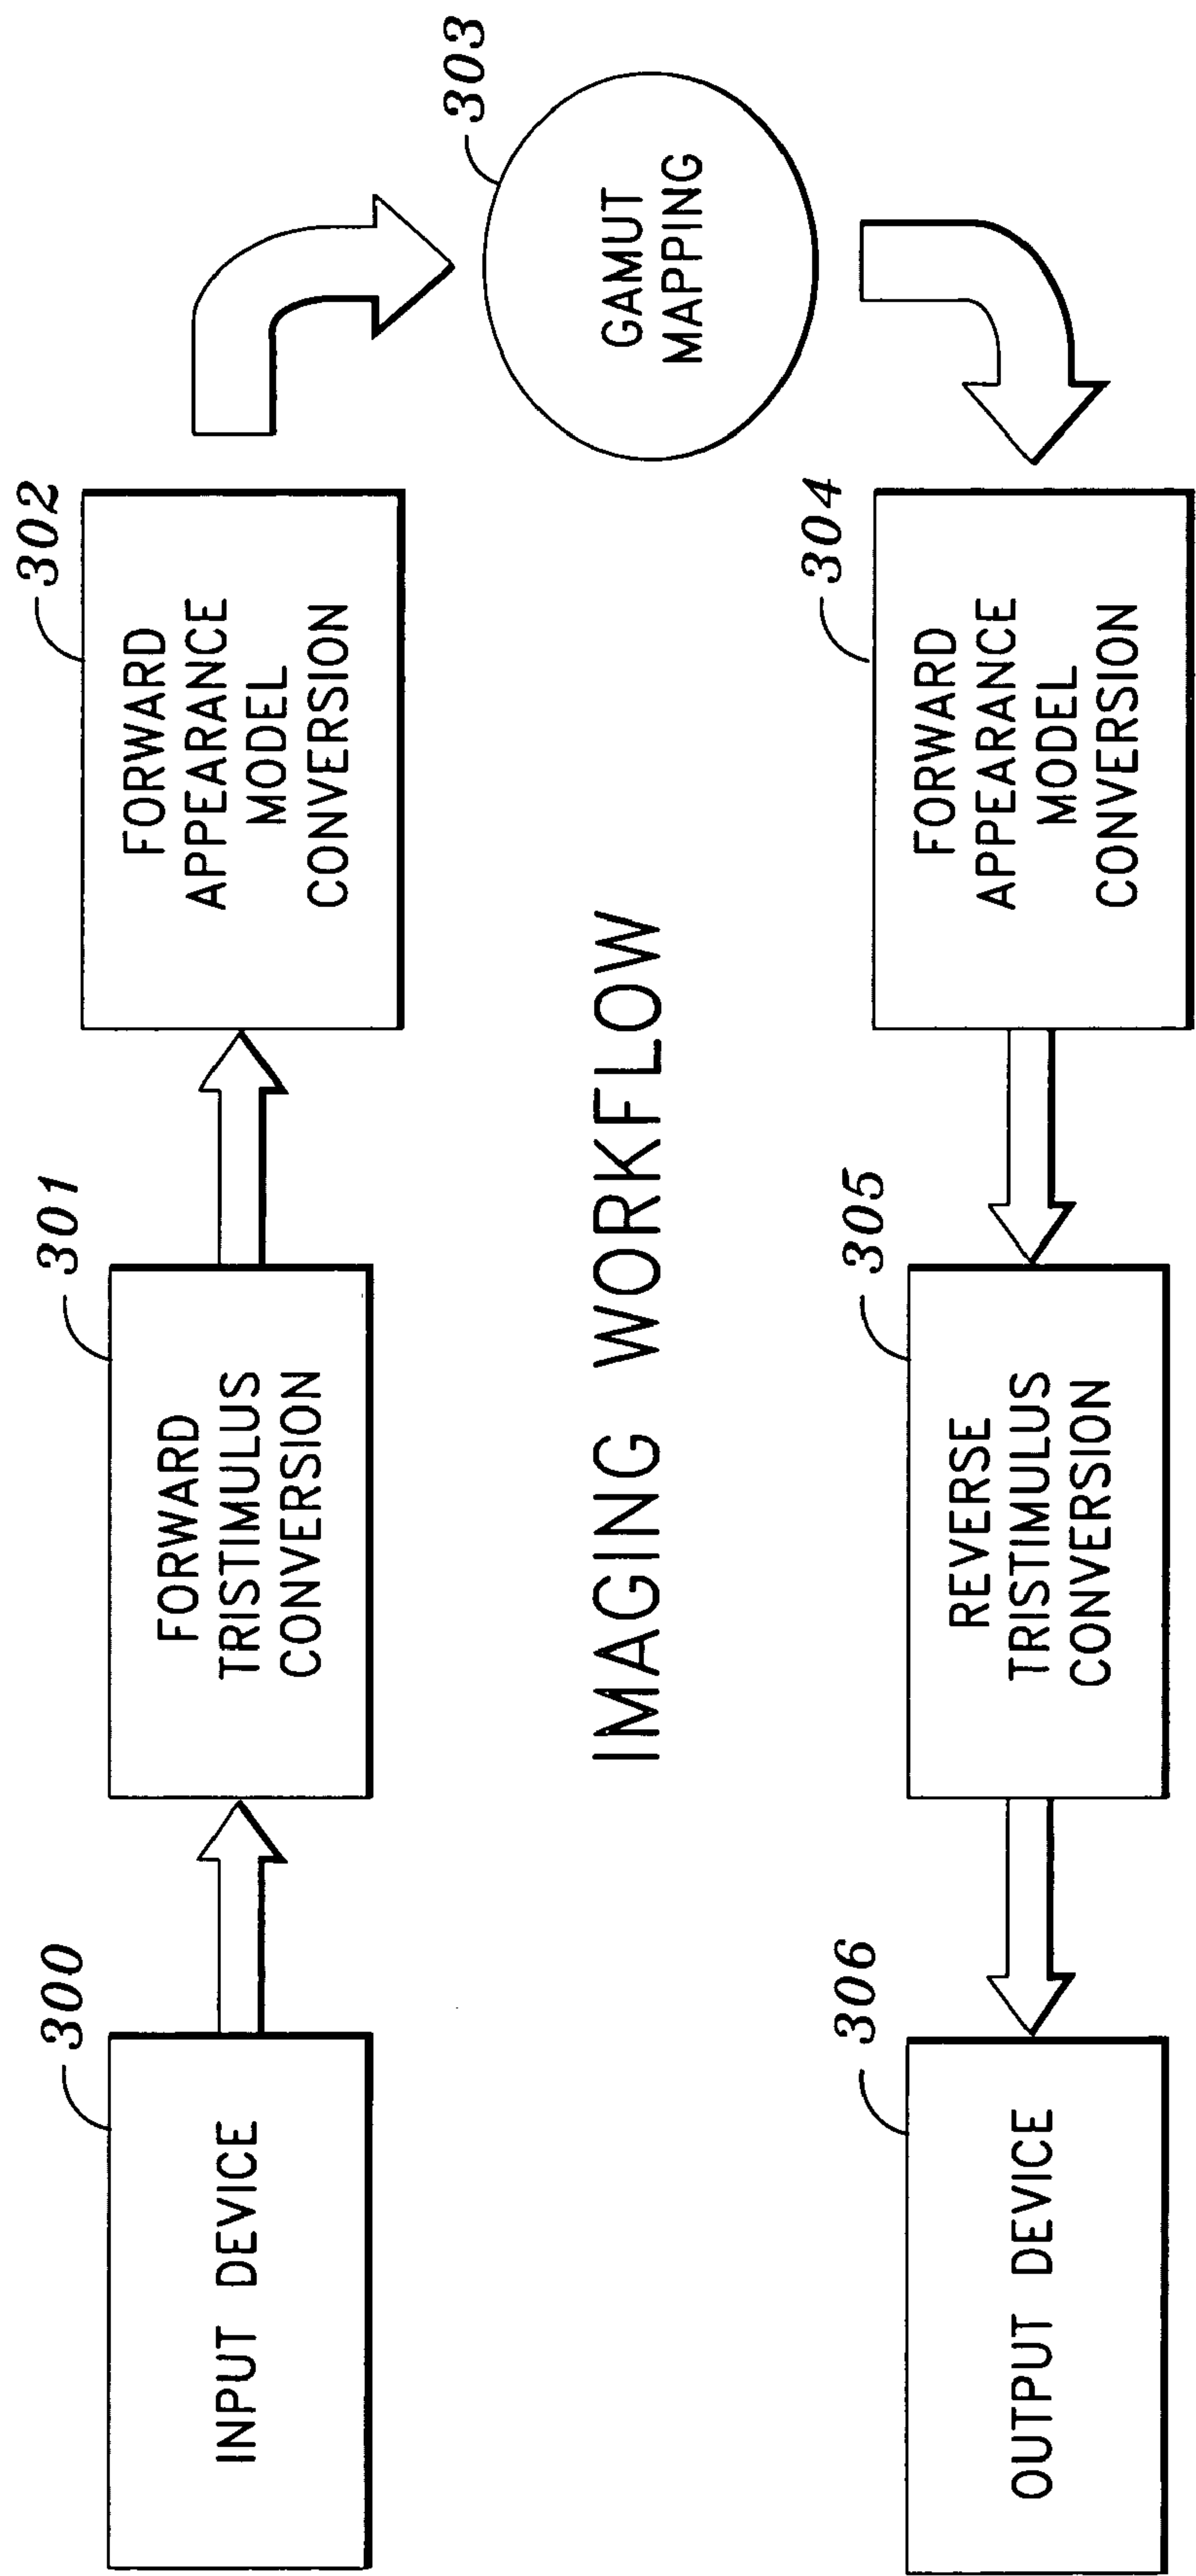 300
INPUT DEVICE
301
FORWARD
TRISTIMULUS
CONVERSION
302
FORWARD
APPEARANCE
MODEL
CONVERSION
303
GAMUT
MAPPING
IMAGING WORKFLOW
304
FORWARD
APPEARANCE
MODEL
CONVERSION
305
REVERSE
TRISTIMULUS
CONVERSION
306
OUTPUT DEVICE